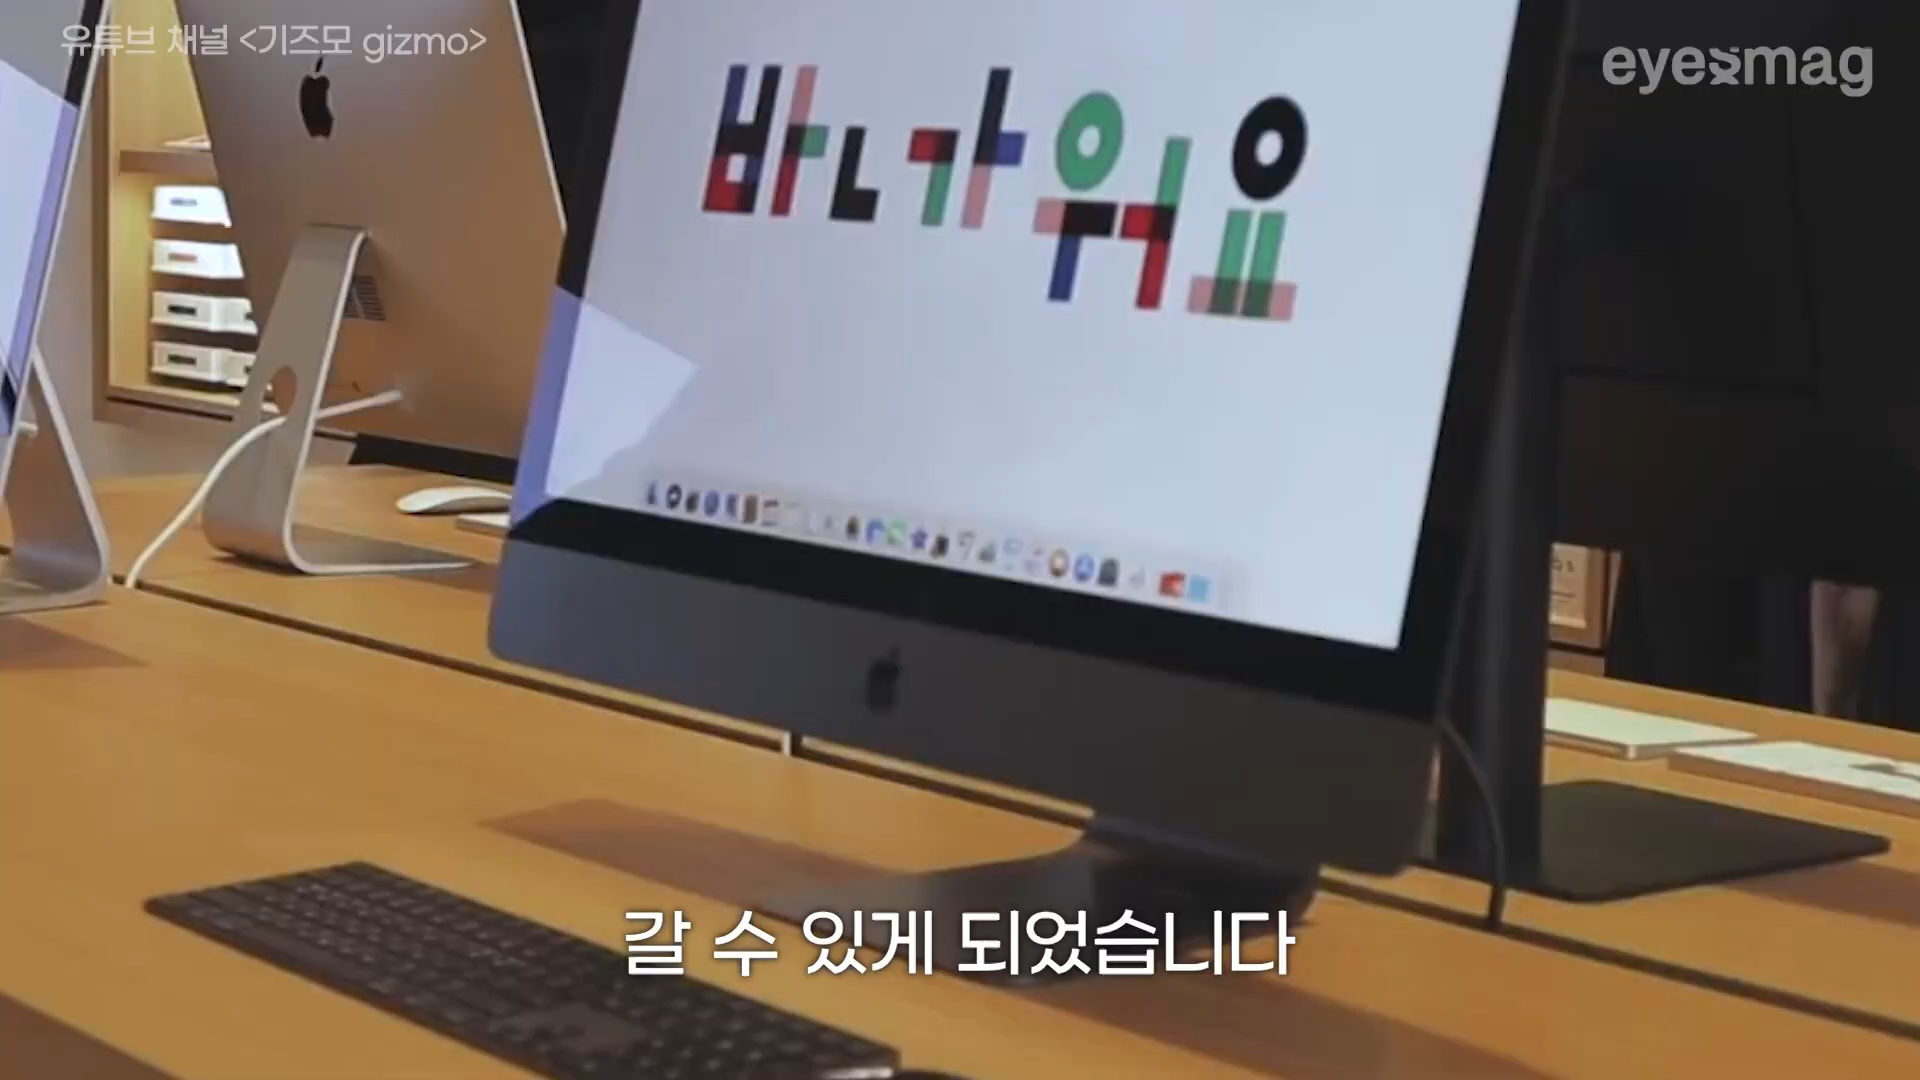 유튜브 채널 <기즈모 gizmo>
eyesmag
반가워요
갈 수 있게 되었습니다